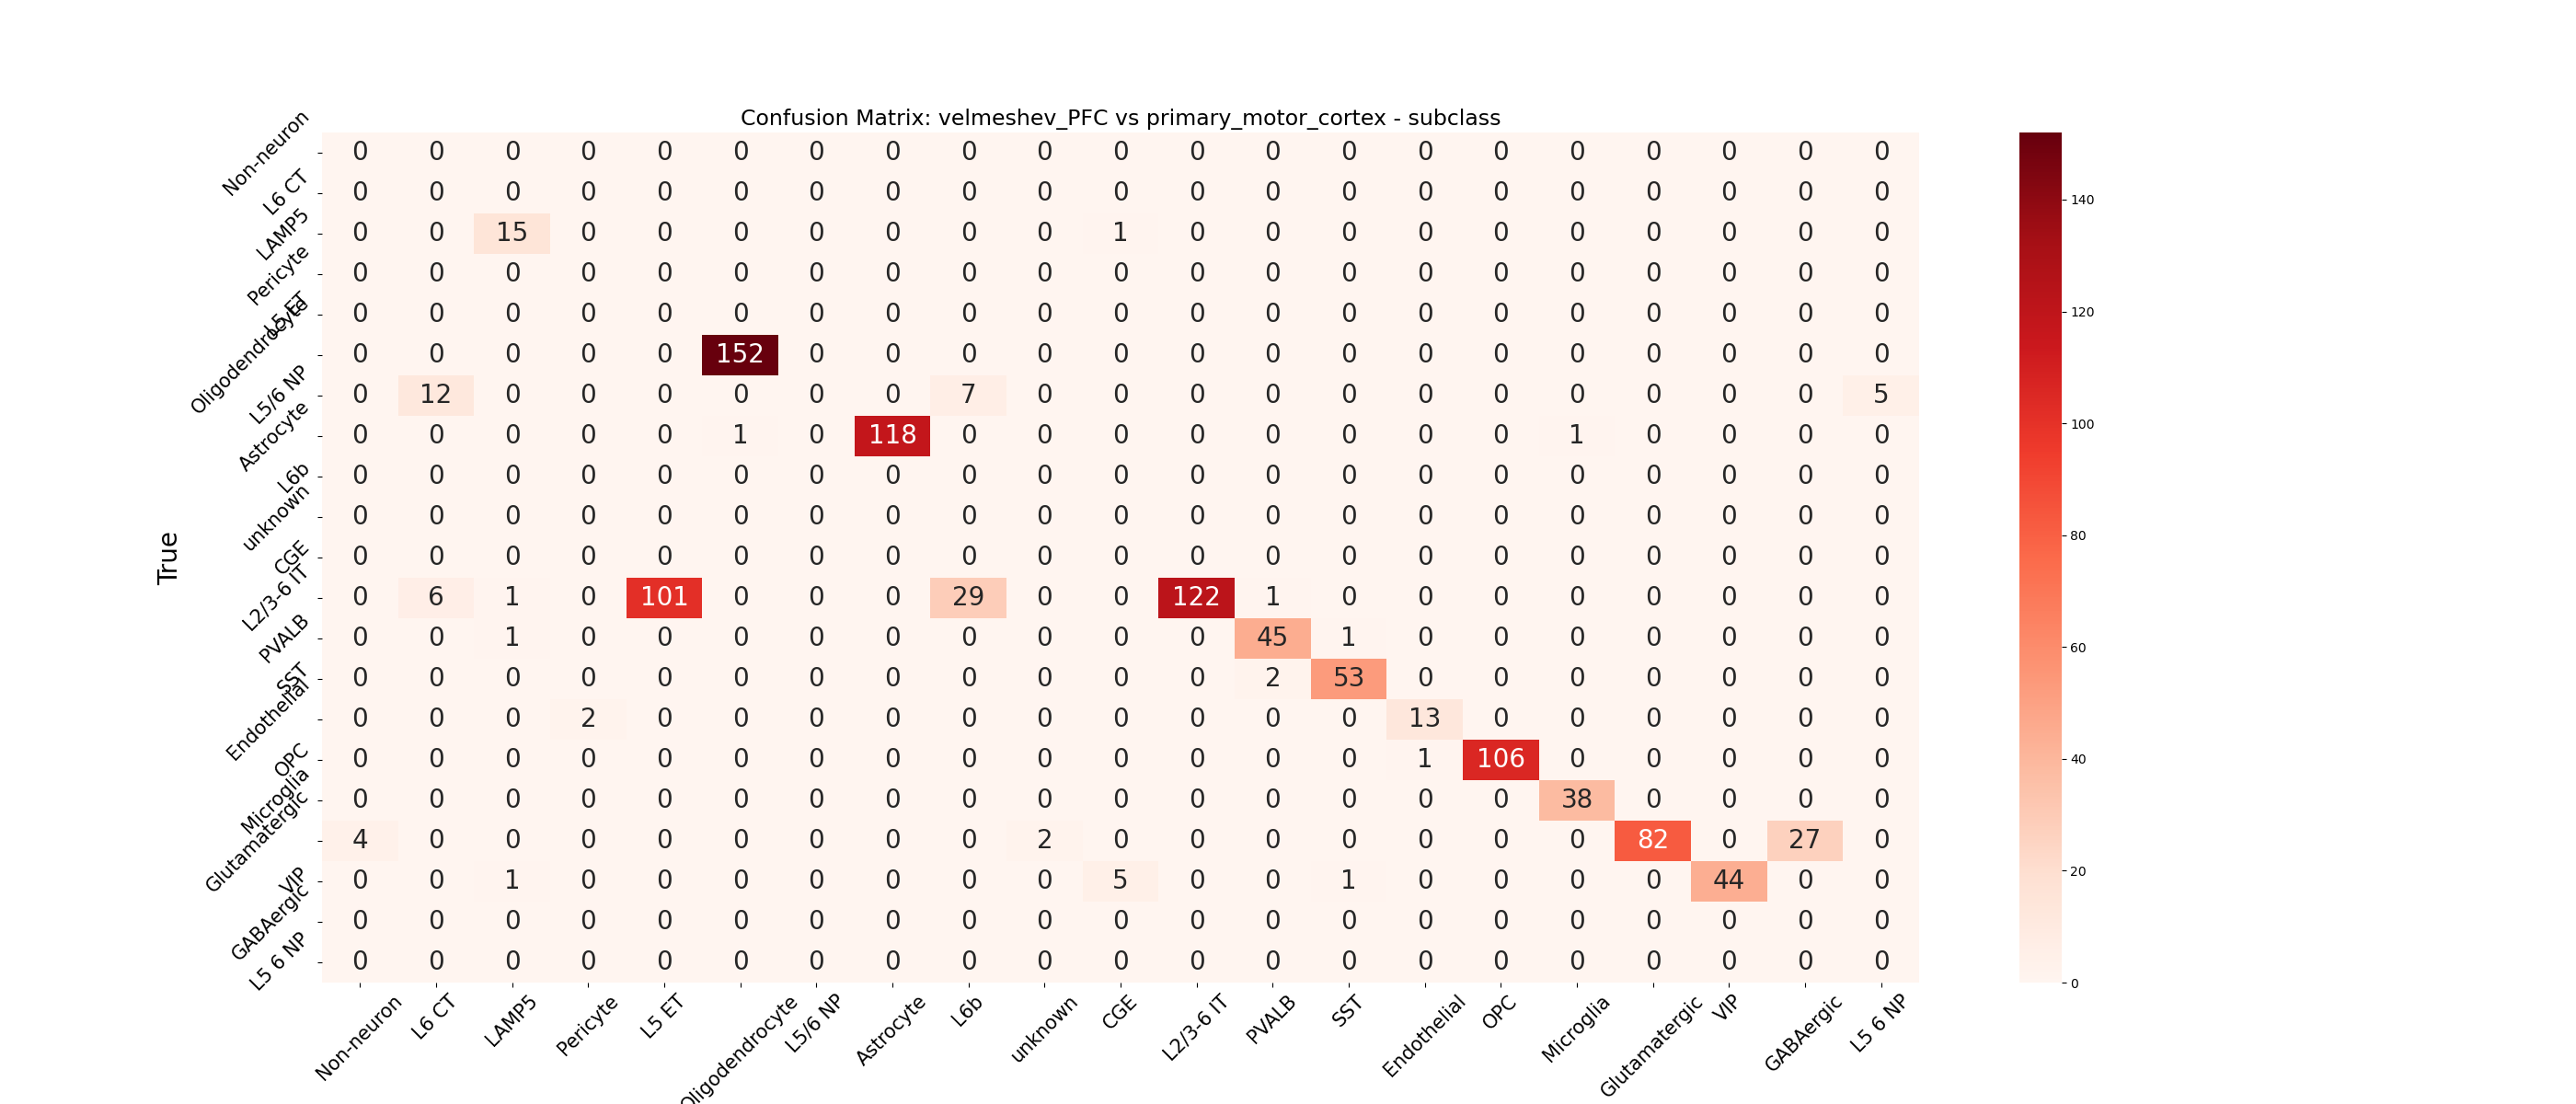 Confusion Matrix: velmeshev_PFC vs primary_motor_cortex - subclass
True
Non-neuron 0 0 0 0 0 0 0 0 0 0 0 0 0 0 0 0 0 0 0 0 0
L6 CT 0 0 0 0 0 0 0 0 0 0 0 0 0 0 0 0 0 0 0 0 0
LAMP5 0 0 15 0 0 0 0 0 0 0 1 0 0 0 0 0 0 0 0 0 0
Pericyte 0 0 0 0 0 0 0 0 0 0 0 0 0 0 0 0 0 0 0 0 0
L5 ET 0 0 0 0 0 0 0 0 0 0 0 0 0 0 0 0 0 0 0 0 0
Oligodendrocyte 0 0 0 0 0 152 0 0 0 0 0 0 0 0 0 0 0 0 0 0 0
L5/6 NP 0 12 0 0 0 0 0 0 7 0 0 0 0 0 0 0 0 0 0 0 5
Astrocyte 0 0 0 0 0 1 0 118 0 0 0 0 0 0 0 0 1 0 0 0 0
L6b 0 0 0 0 0 0 0 0 0 0 0 0 0 0 0 0 0 0 0 0 0
unknown 0 0 0 0 0 0 0 0 0 0 0 0 0 0 0 0 0 0 0 0 0
CGE 0 0 0 0 0 0 0 0 0 0 0 0 0 0 0 0 0 0 0 0 0
L2/3-6 IT 0 6 1 0 101 0 0 0 29 0 0 122 1 0 0 0 0 0 0 0 0
PVALB 0 0 1 0 0 0 0 0 0 0 0 0 45 1 0 0 0 0 0 0 0
SST 0 0 0 0 0 0 0 0 0 0 0 0 2 53 0 0 0 0 0 0 0
Endothelial 0 0 0 2 0 0 0 0 0 0 0 0 0 0 13 0 0 0 0 0 0
OPC 0 0 0 0 0 0 0 0 0 0 0 0 0 0 1 106 0 0 0 0 0
Microglia 0 0 0 0 0 0 0 0 0 0 0 0 0 0 0 0 38 0 0 0 0
Glutamatergic 4 0 0 0 0 0 0 0 0 2 0 0 0 0 0 0 0 82 0 27 0
VIP 0 0 1 0 0 0 0 0 0 0 5 0 0 1 0 0 0 0 44 0 0
GABAergic 0 0 0 0 0 0 0 0 0 0 0 0 0 0 0 0 0 0 0 0 0
L5 6 NP 0 0 0 0 0 0 0 0 0 0 0 0 0 0 0 0 0 0 0 0 0
Non-neuron L6 CT LAMP5 Pericyte L5 ET Oligodendrocyte L5/6 NP Astrocyte L6b unknown CGE L2/3-6 IT PVALB SST Endothelial OPC Microglia Glutamatergic VIP GABAergic L5 6 NP
140
120
100
80
60
40
20
0